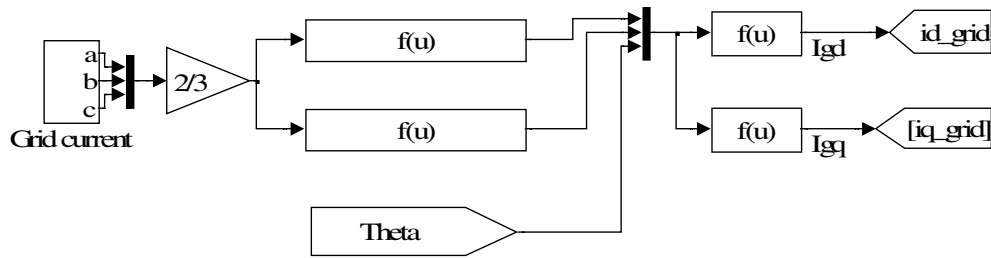 a
b
c
Grid current
2/3
f(u)
f(u)
Theta
f(u)
Igd
id_grid
f(u)
Igq
[iq_grid]